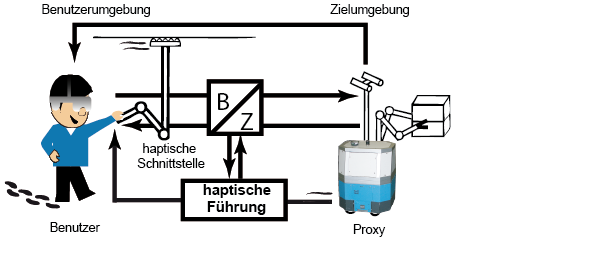 Benutzerumgebung
Zielumgebung
B
Z
haptische
Schnittstelle
haptische
Führung
Benutzer
Proxy